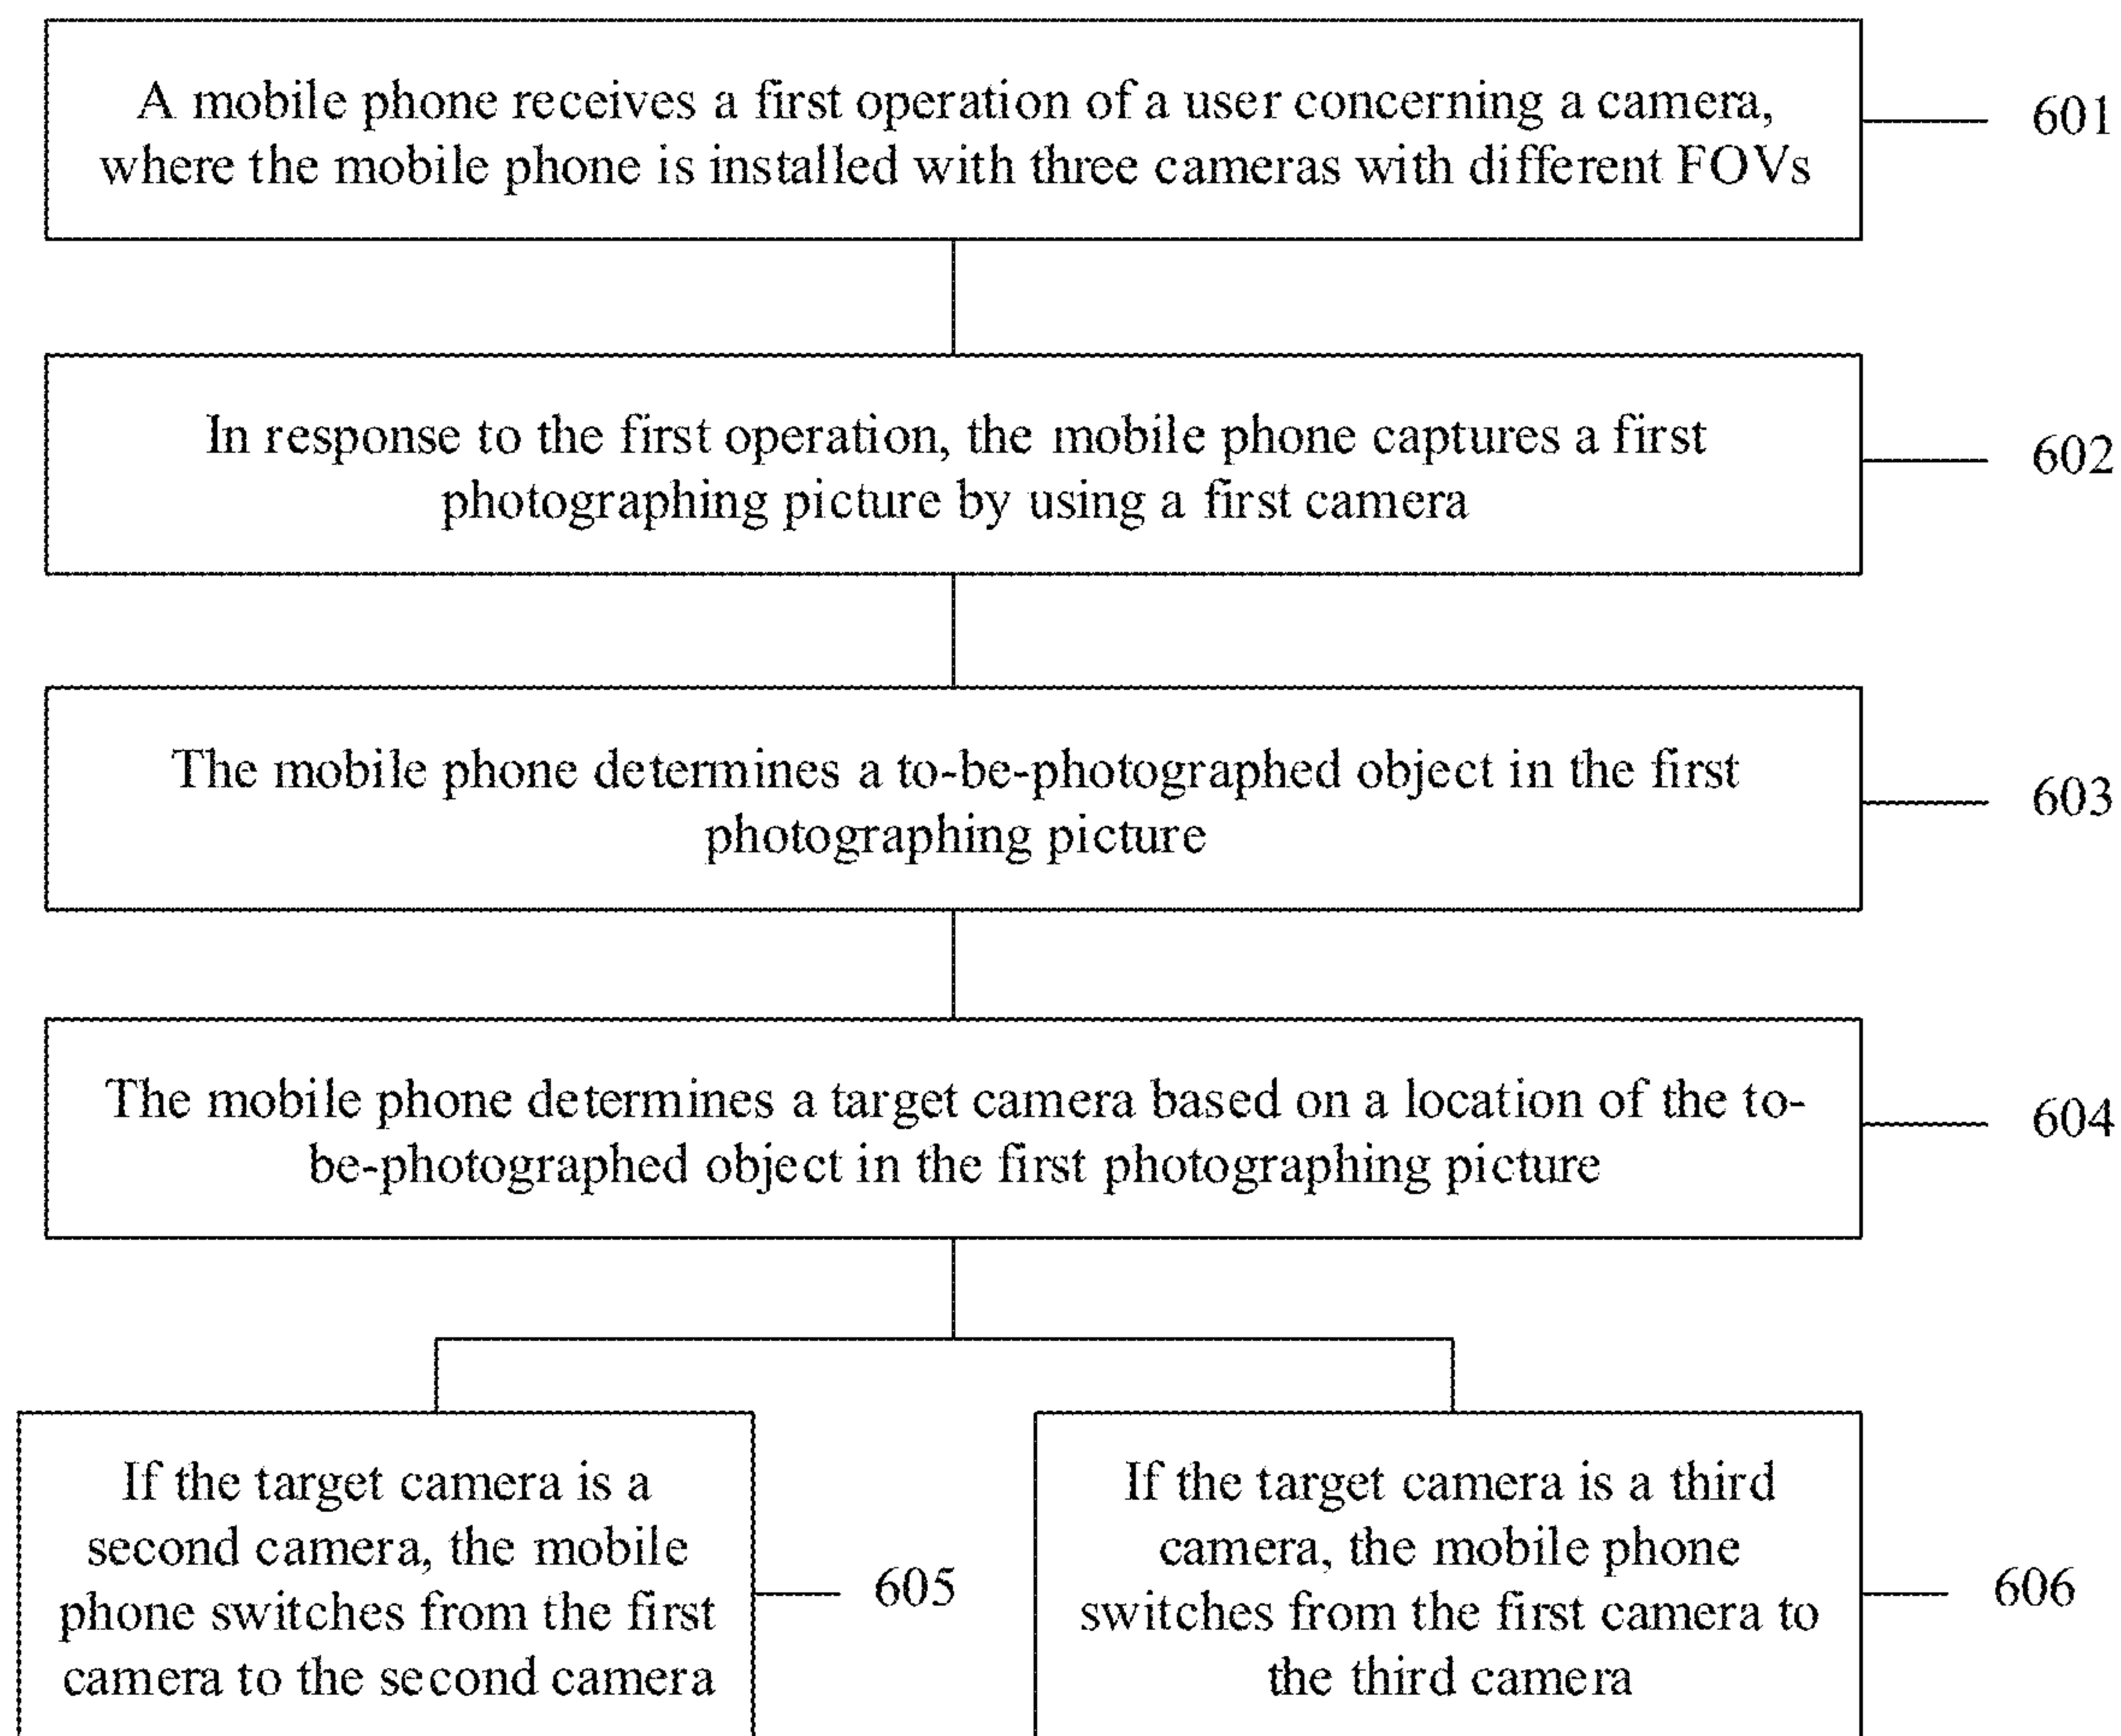 A mobile phone receives a first operation of a user concerning a camera,
where the mobile phone is installed with three cameras with different FOVs
601
In response to the first operation, the mobile phone captures a first
photographing picture by using a first camera
602
The mobile phone determines a to-be-photographed object in the first
photographing picture
603
The mobile phone determines a target camera based on a location of the to-
be-photographed object in the first photographing picture
604
If the target camera is a
second camera, the mobile
phone switches from the first
camera to the second camera
605
If the target camera is a third
camera, the mobile phone
switches from the first camera to
the third camera
606